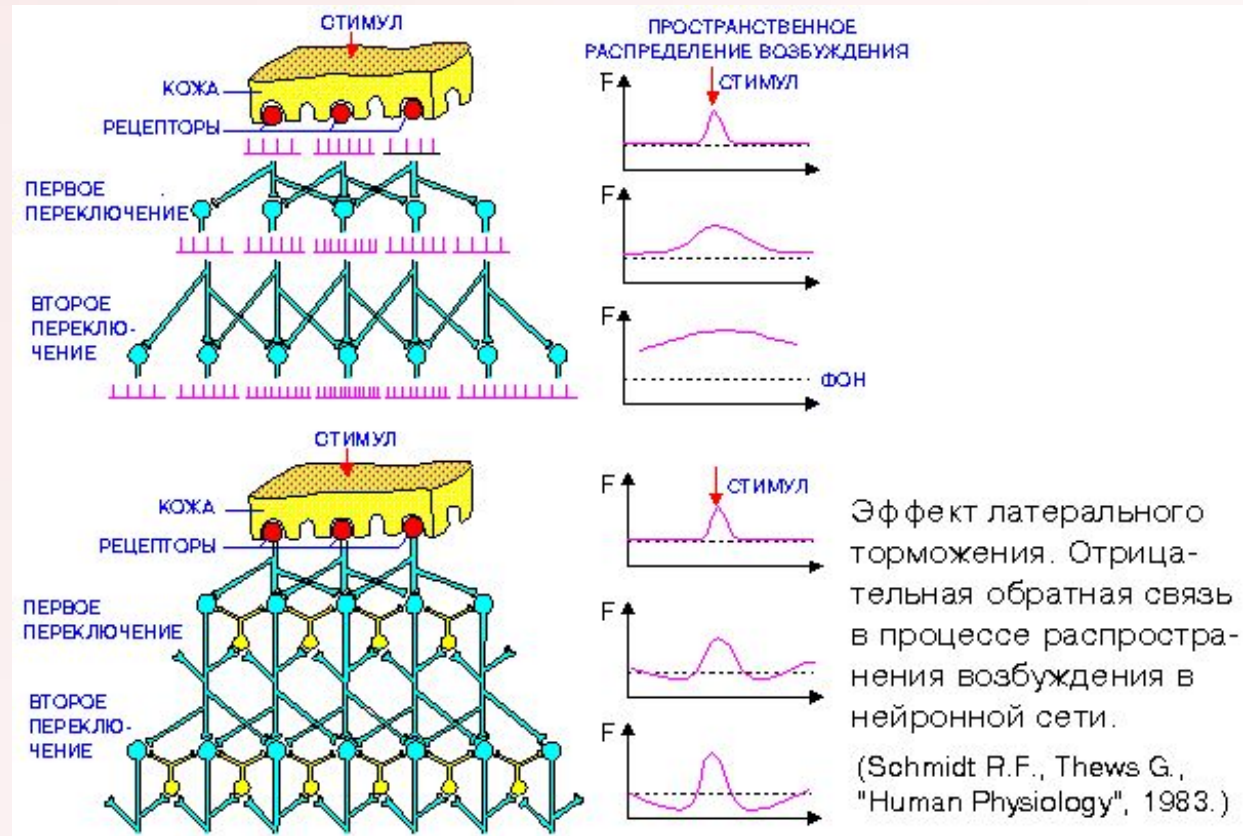 СТИМУЛ
КОЖА
РЕЦЕПТОРЫ
ПЕРВОЕ
ПЕРЕКЛЮЧЕНИЕ
ВТОРОЕ
ПЕРЕКЛЮ-
ЧЕНИЕ
ПРОСТРАНСТВЕННОЕ
РАСПРЕДЕЛЕНИЕ ВОЗБУЖДЕНИЯ
F
СТИМУЛ
F
F
ФОН
СТИМУЛ
КОЖА
РЕЦЕПТОРЫ
ПЕРВОЕ
ПЕРЕКЛЮЧЕНИЕ
ВТОРОЕ
ПЕРЕКЛЮ-
ЧЕНИЕ
F
СТИМУЛ
F
F
Эффект латерального
торможения. Отрица-
тельная обратная связь
в процессе распростра-
нения возбуждения в
нейронной сети.
(Schmidt R.F., Thews G.,
"Human Physiology", 1983.)